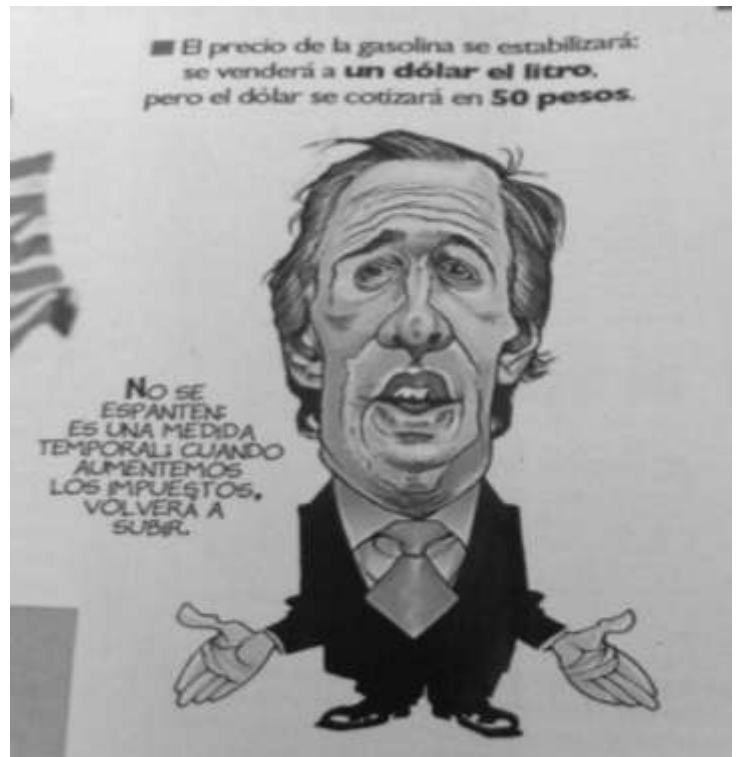 El precio de la gasolina se estabilizará:
se venderá a un dólar el litro,
pero el dólar se cotizará en 50 pesos.
NO SE
ESPANTEN:
ES UNA MEDIDA
TEMPORAL; CUANDO
AUMENTEMOS
LOS IMPUESTOS,
VOLVERÁ A
SUBIR.